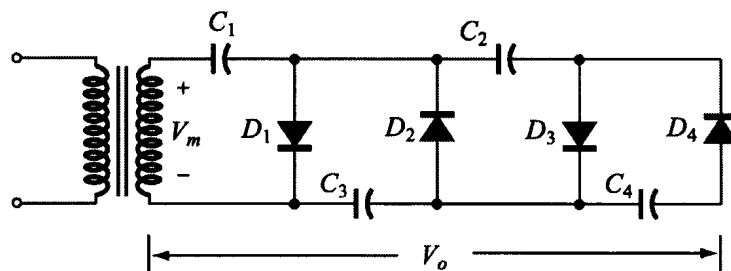 C₁
C₂
+
Vₘ
−
D₁
D₂
D₃
D₄
C₃
C₄
Vₒ